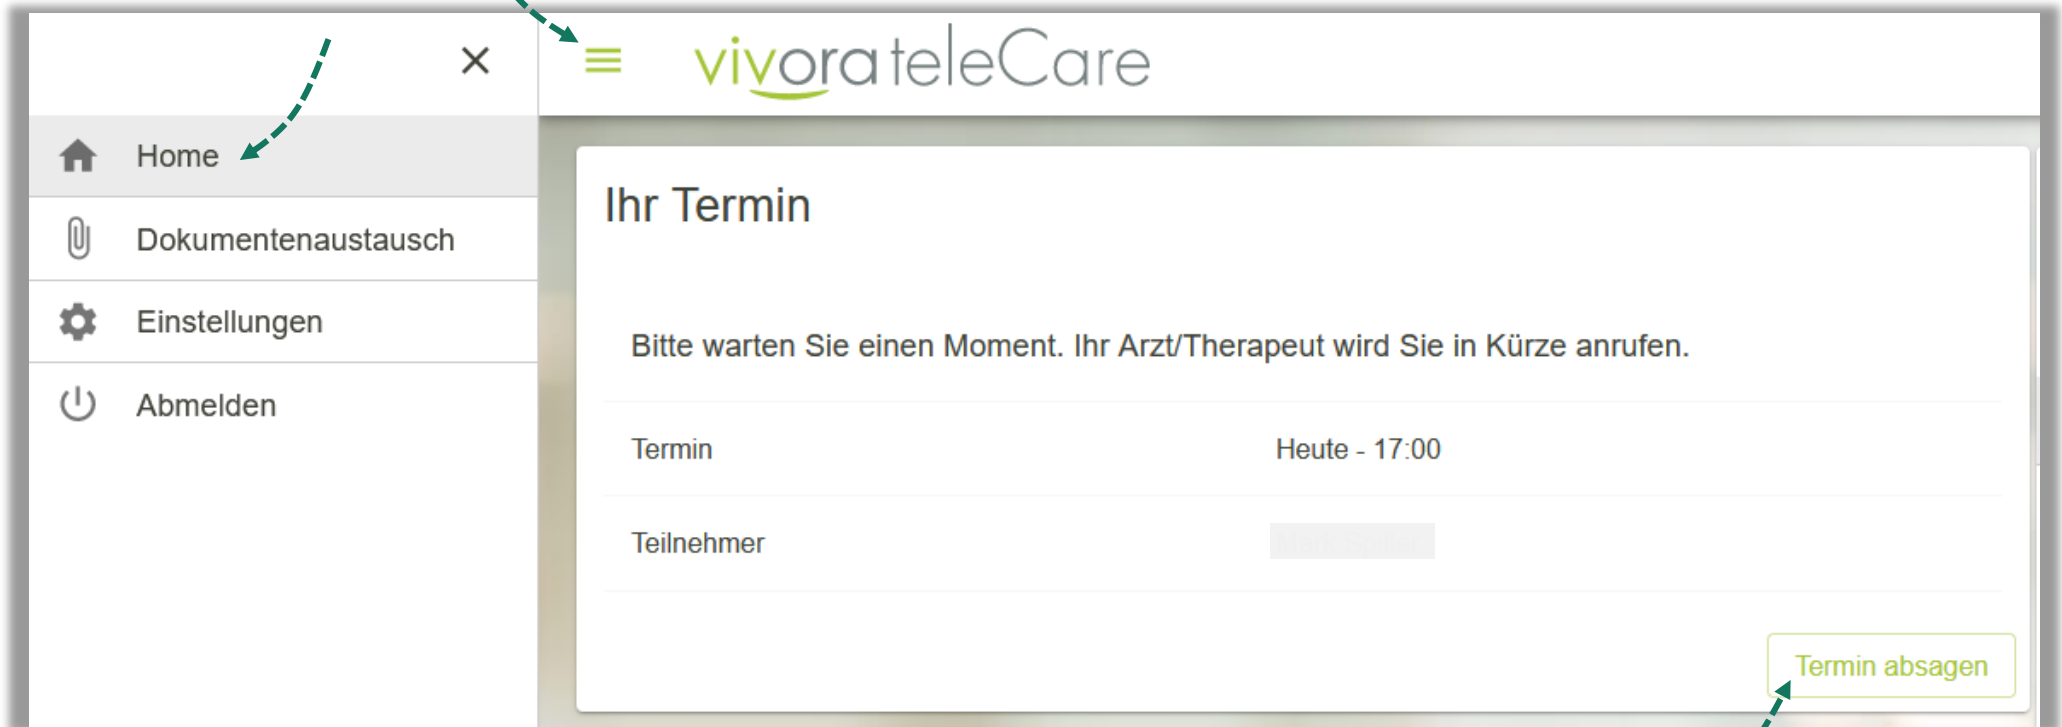 vivora teleCare
Home
Dokumentenaustausch
Einstellungen
Abmelden
Ihr Termin
Bitte warten Sie einen Moment. Ihr Arzt/Therapeut wird Sie in Kürze anrufen.
Termin Heute - 17:00
Teilnehmer
Termin absagen